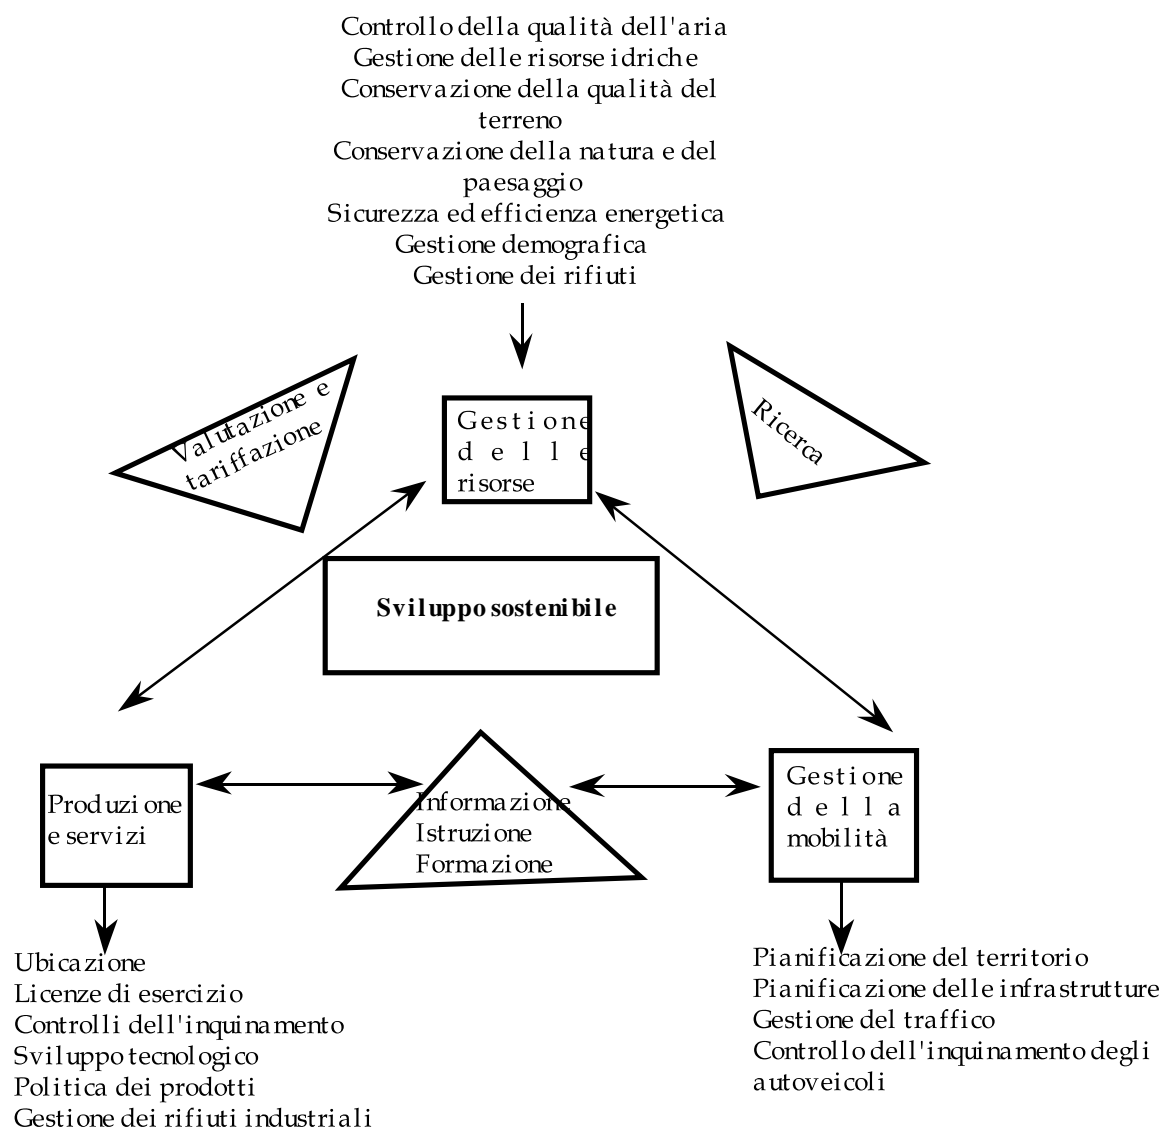 Controllo della qualità dell'aria
Gestione delle risorse idriche
Conservazione della qualità del
terreno
Conservazione della natura e del
paesaggio
Sicurezza ed efficienza energetica
Gestione demografica
Gestione dei rifiuti
Valutazione e
tariffazione
Gestione
delle
risorse
Ricerca
Sviluppo sostenibile
Produzione
e servizi
Informazione
Istruzione
Formazione
Gestione
della
mobilità
Ubicazione
Licenze di esercizio
Controlli dell'inquinamento
Sviluppo tecnologico
Politica dei prodotti
Gestione dei rifiuti industriali
Pianificazione del territorio
Pianificazione delle infrastrutture
Gestione del traffico
Controllo dell'inquinamento degli
autoveicoli